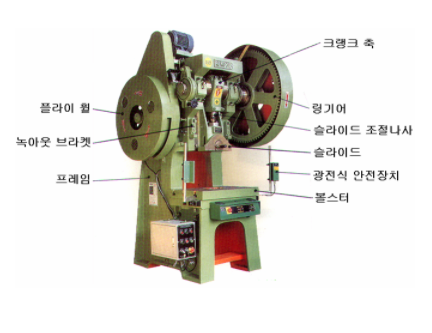 크랭크 축
링기어
플라이 휠
슬라이드 조절나사
녹아웃 브라켓
슬라이드
프레임
광전식 안전장치
볼스터